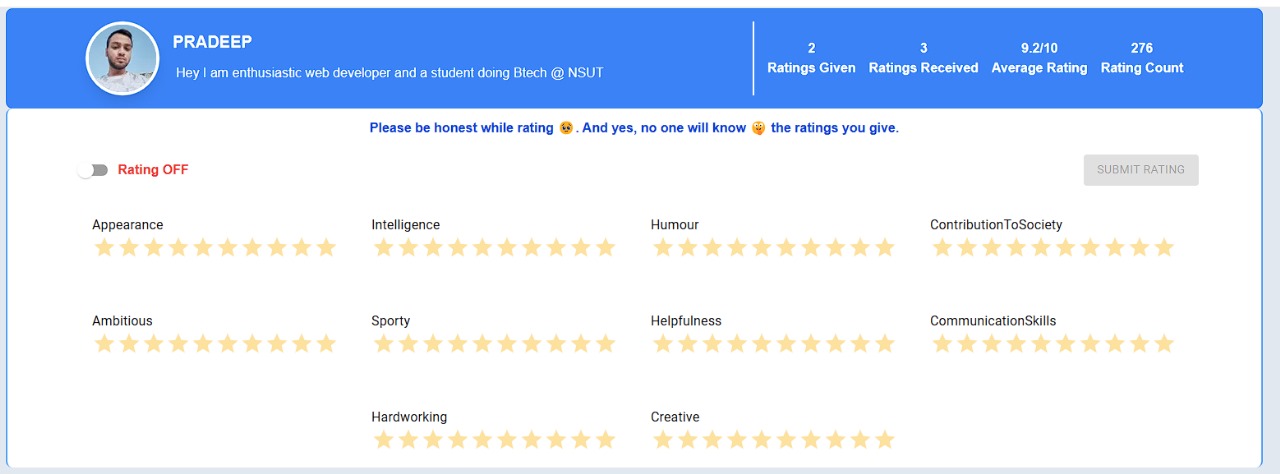 PRADEEP
Hey I am enthusiastic web developer and a student doing Btech @ NSUT
2 3 9.2/10 276
Ratings Given Ratings Received Average Rating Rating Count
Please be honest while rating 🥺. And yes, no one will know 😜 the ratings you give.
Rating OFF SUBMIT RATING
Appearance Intelligence Humour ContributionToSociety
Ambitious Sporty Helpfulness CommunicationSkills
Hardworking Creative